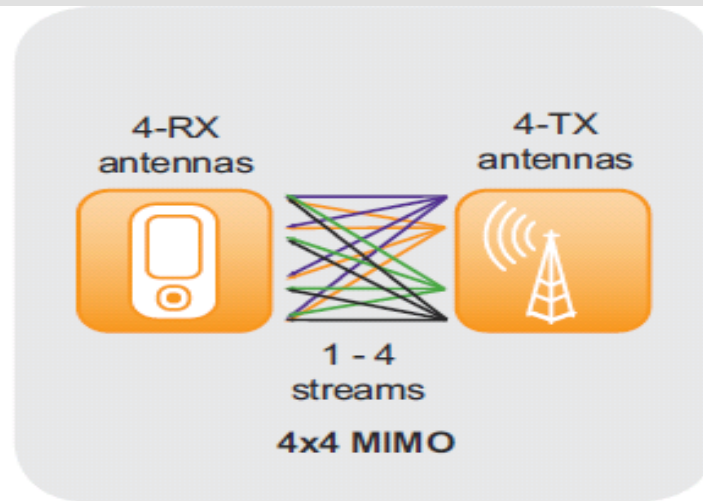 4-RX
antennas
4-TX
antennas
1 - 4
streams
4x4 MIMO